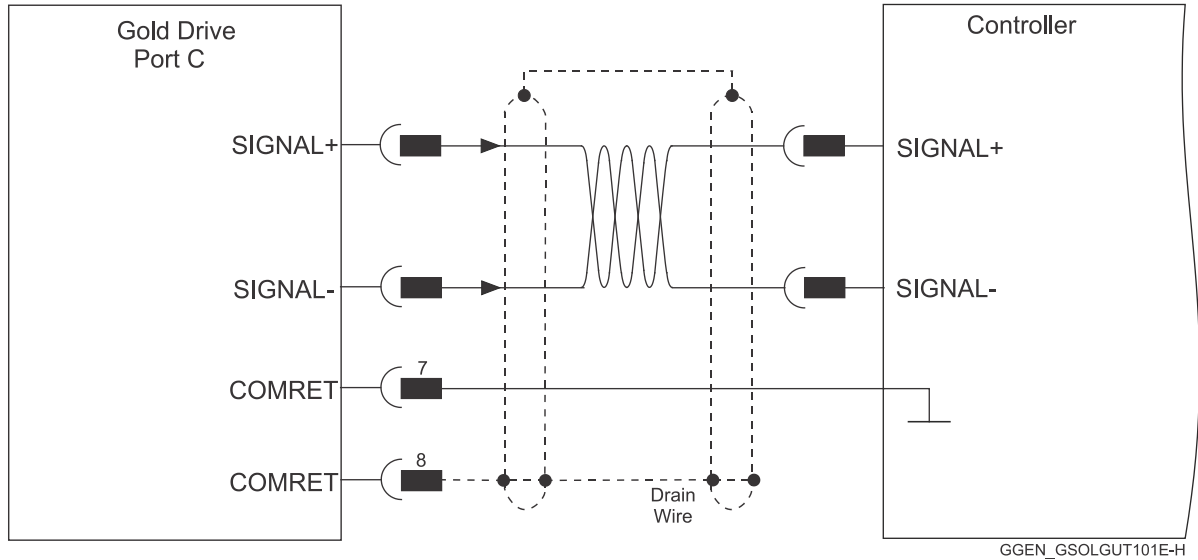 Gold Drive
Port C
Controller
SIGNAL+
SIGNAL+
SIGNAL-
SIGNAL-
COMRET
7
COMRET
8
Drain
Wire
GGEN_GSOLGUT101E-H